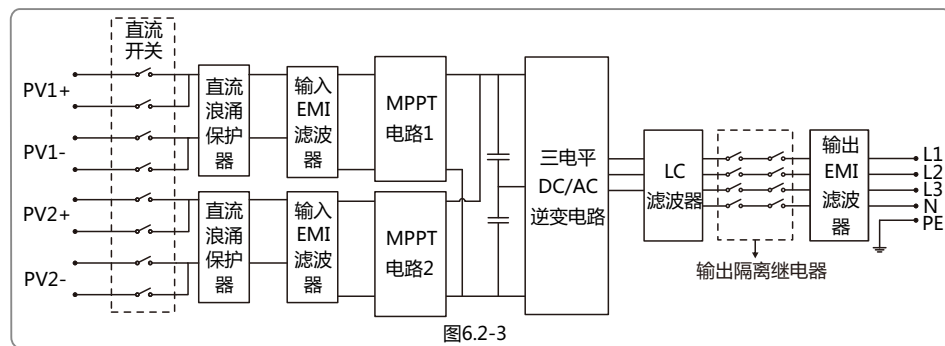 直流
开关
PV1+
PV1-
PV2+
PV2-
直流
浪涌
保护
器
输入
EMI
滤波
器
MPPT
电路1
直流
浪涌
保护
器
输入
EMI
滤波
器
MPPT
电路2
三电平
DC/AC
逆变电路
LC
滤波器
输出隔离继电器
输出
EMI
滤波
器
L1
L2
L3
N
PE
图6.2-3